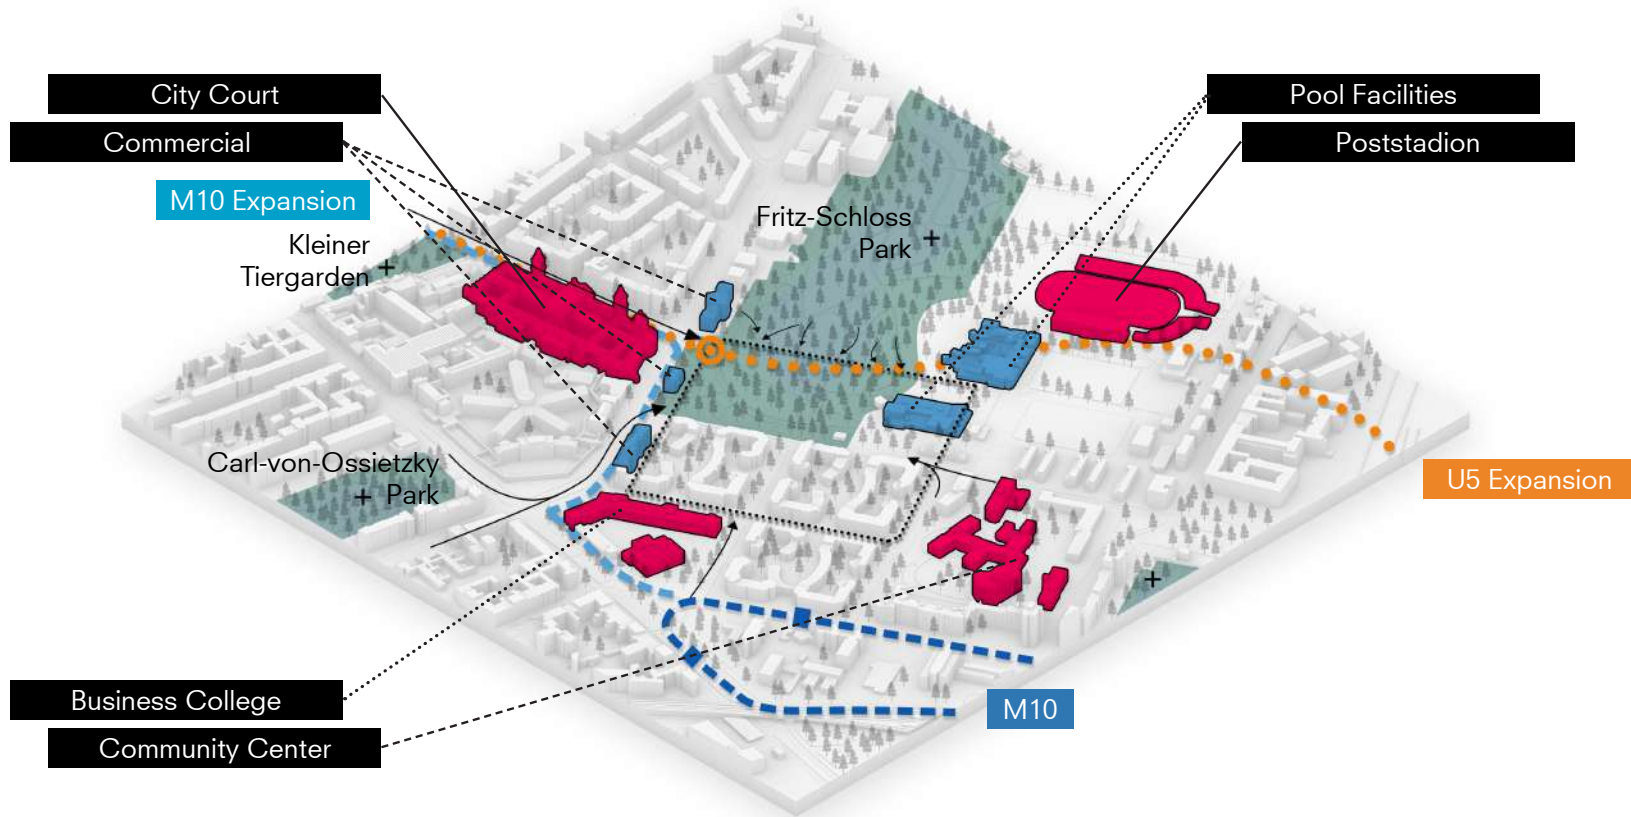 City Court
Commercial
M10 Expansion
Kleiner
Tiergarden
Pool Facilities
Poststadion
Fritz-Schloss
Park
Carl-von-Ossietzky
Park
U5 Expansion
Business College
Community Center
M10